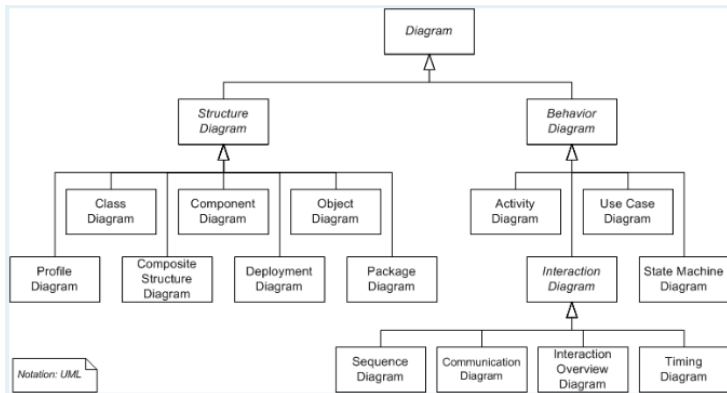 Diagram
Structure
Diagram
Behavior
Diagram
Class
Diagram
Component
Diagram
Object
Diagram
Activity
Diagram
Use Case
Diagram
Profile
Diagram
Composite
Structure
Diagram
Deployment
Diagram
Package
Diagram
Interaction
Diagram
State Machine
Diagram
Sequence
Diagram
Communication
Diagram
Interaction
Overview
Diagram
Timing
Diagram
Notation: UML